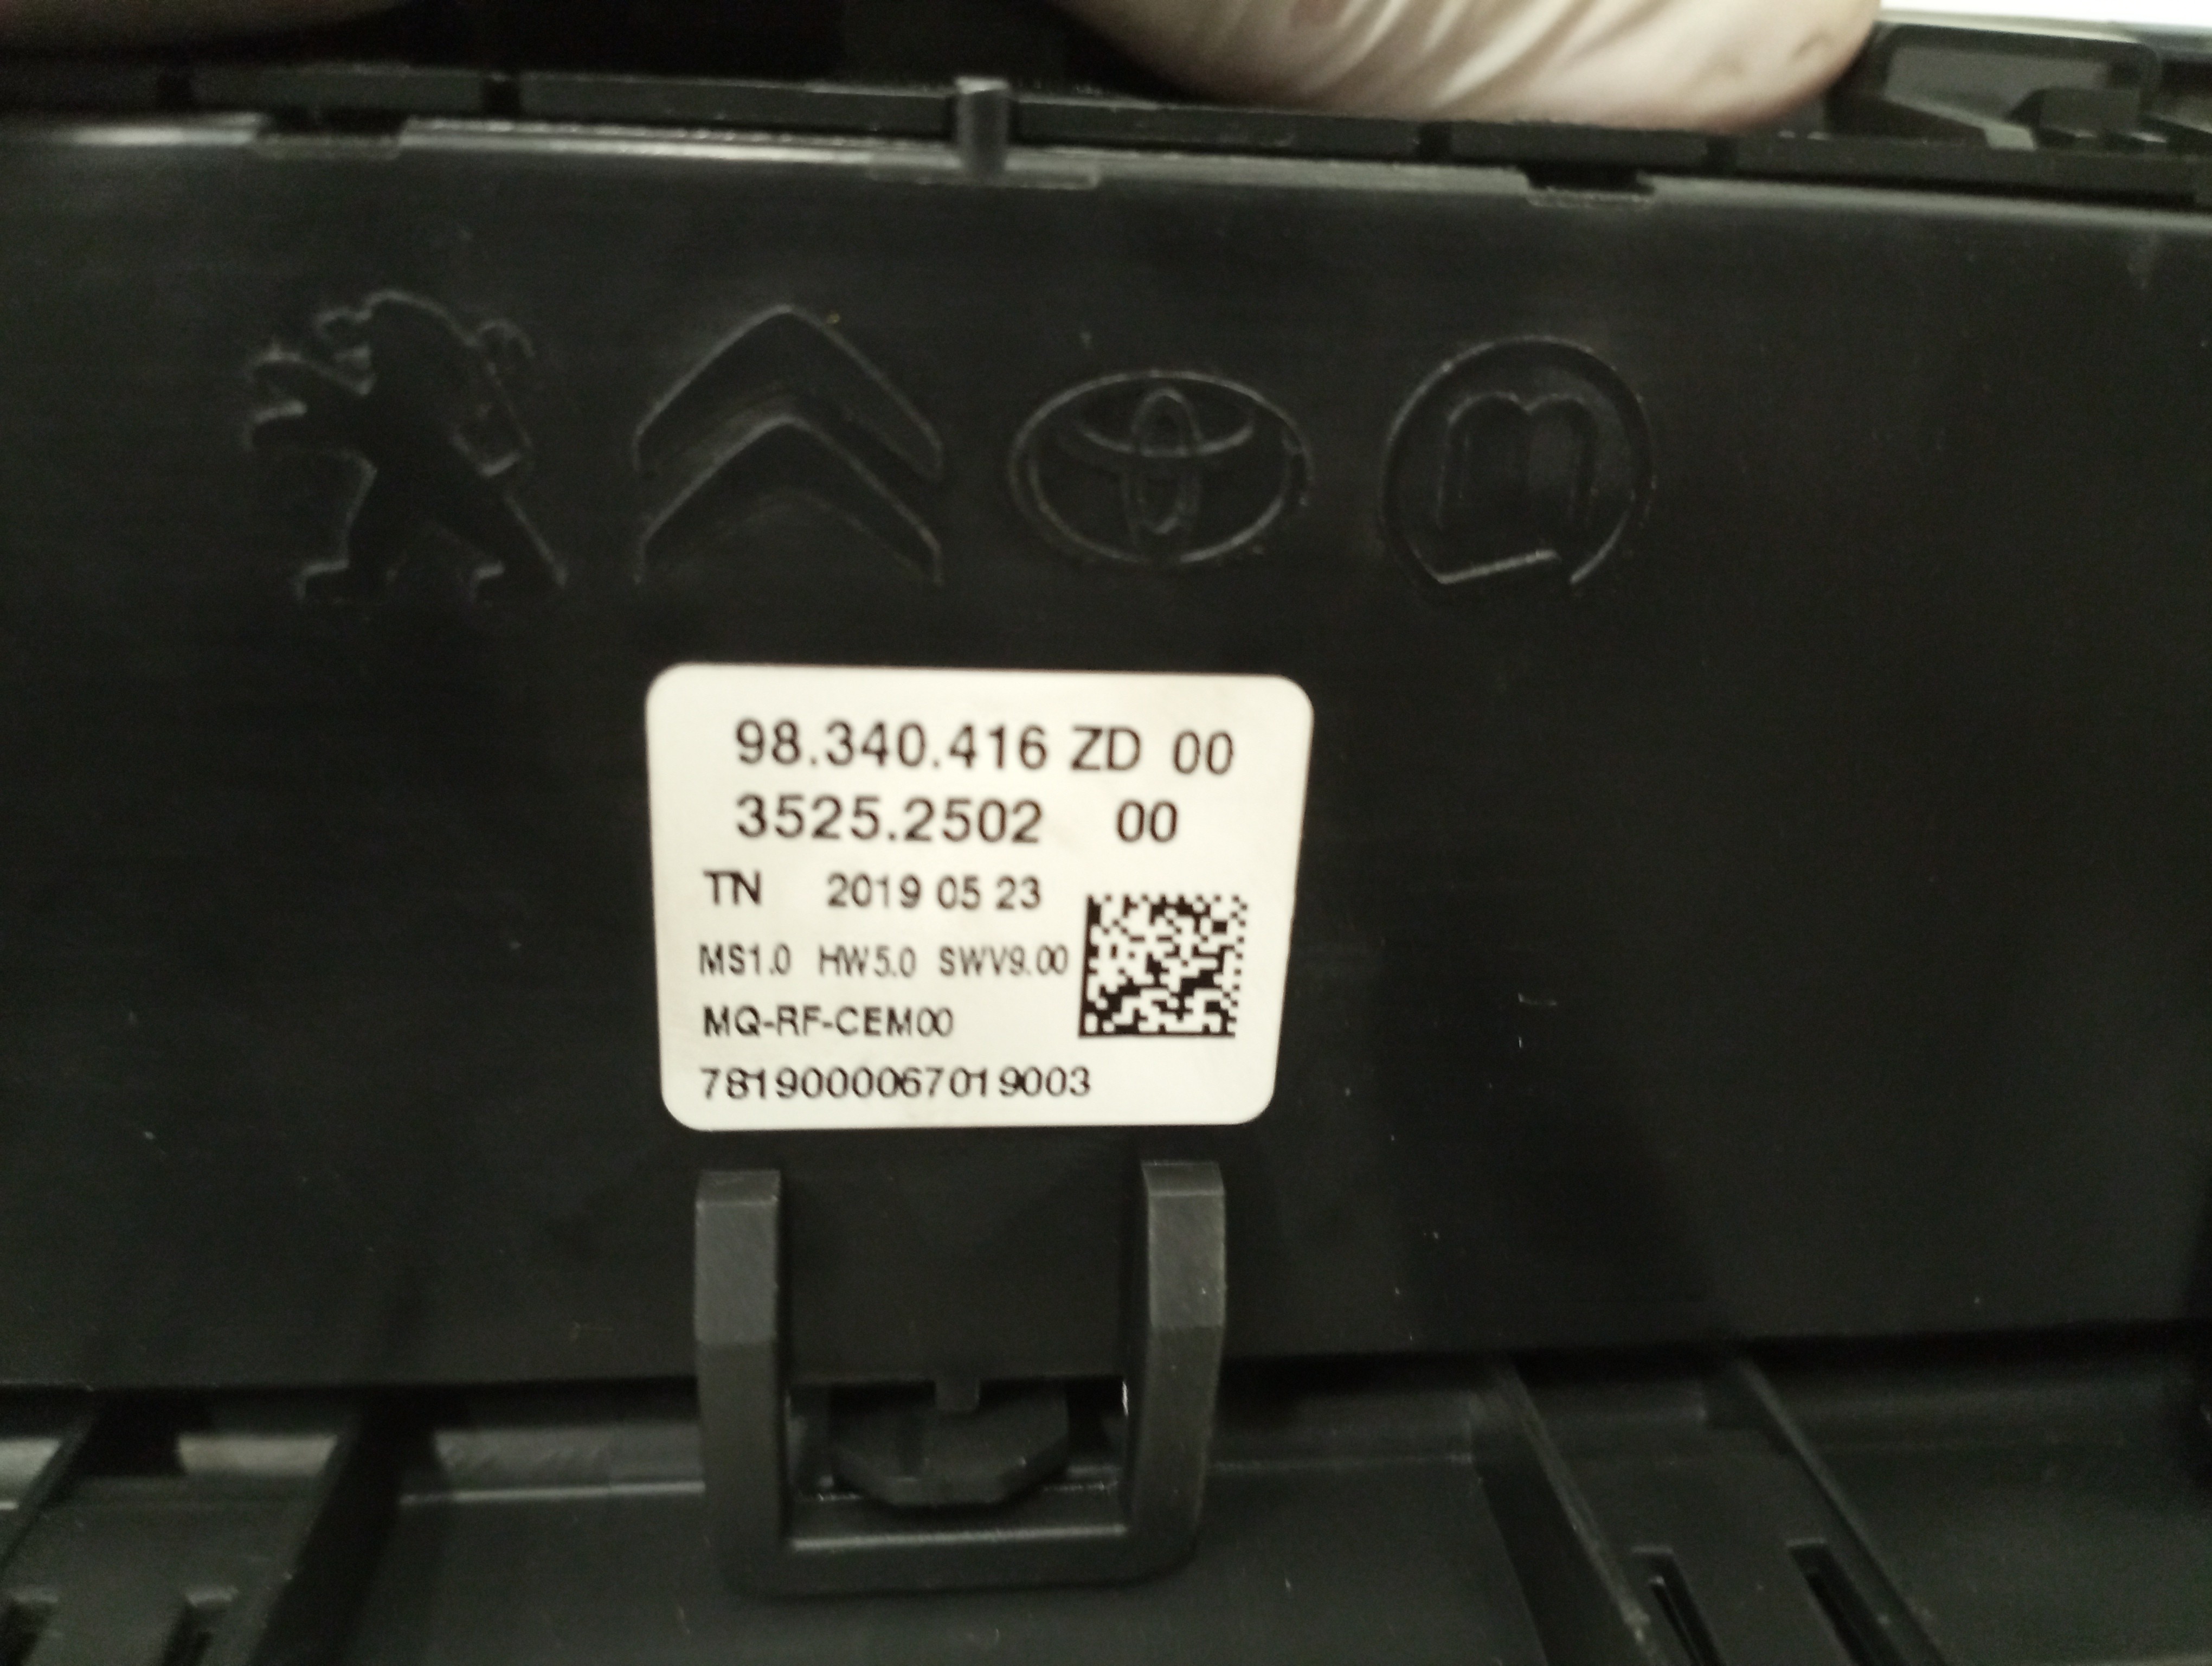 98.340.416 ZD 00
3525.2502 00
TN 2019 05 23
MS1.0 HW5.0 SWV9.00
MQ-RF-CEM00
7819000067019003